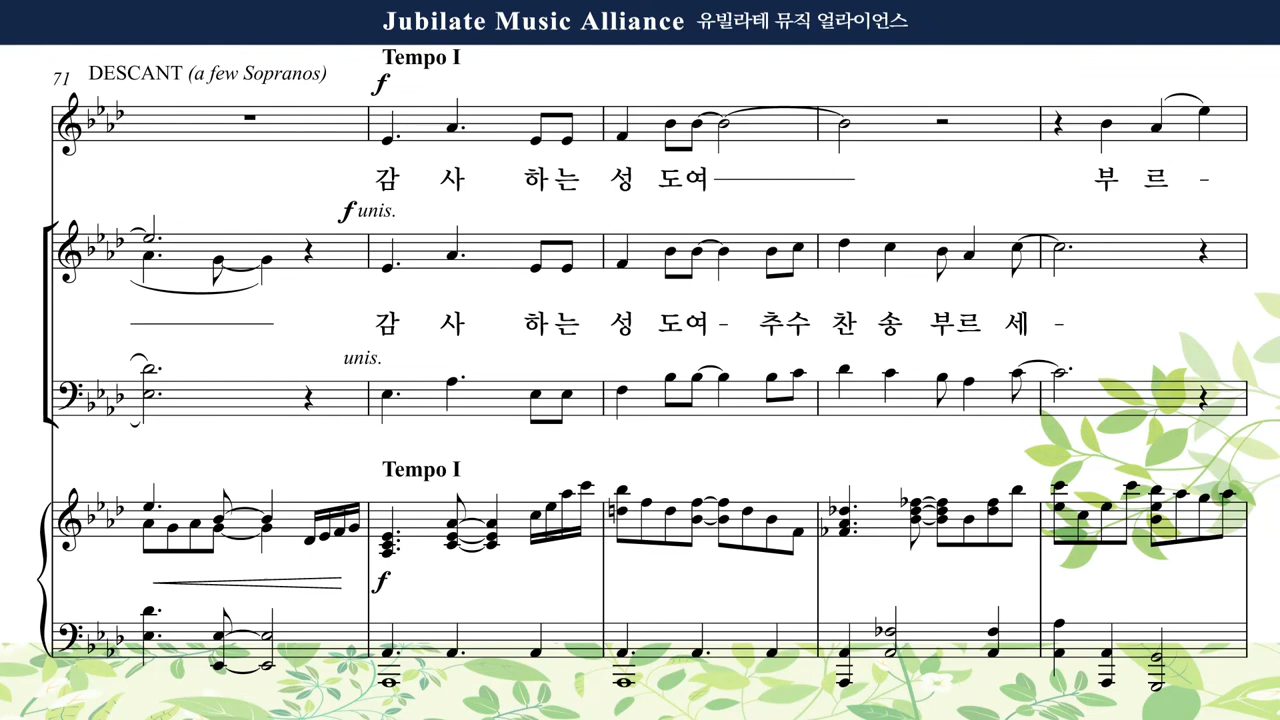 Jubilate Music Alliance 유빌라테 뮤직 얼라이언스
Tempo I
71 DESCANT (a few Sopranos)
f
감 사 하는 성 도여 부 르 -
f unis.
감 사 하는 성 도여 - 추수 찬 송 부르 세 -
unis.
Tempo I
f